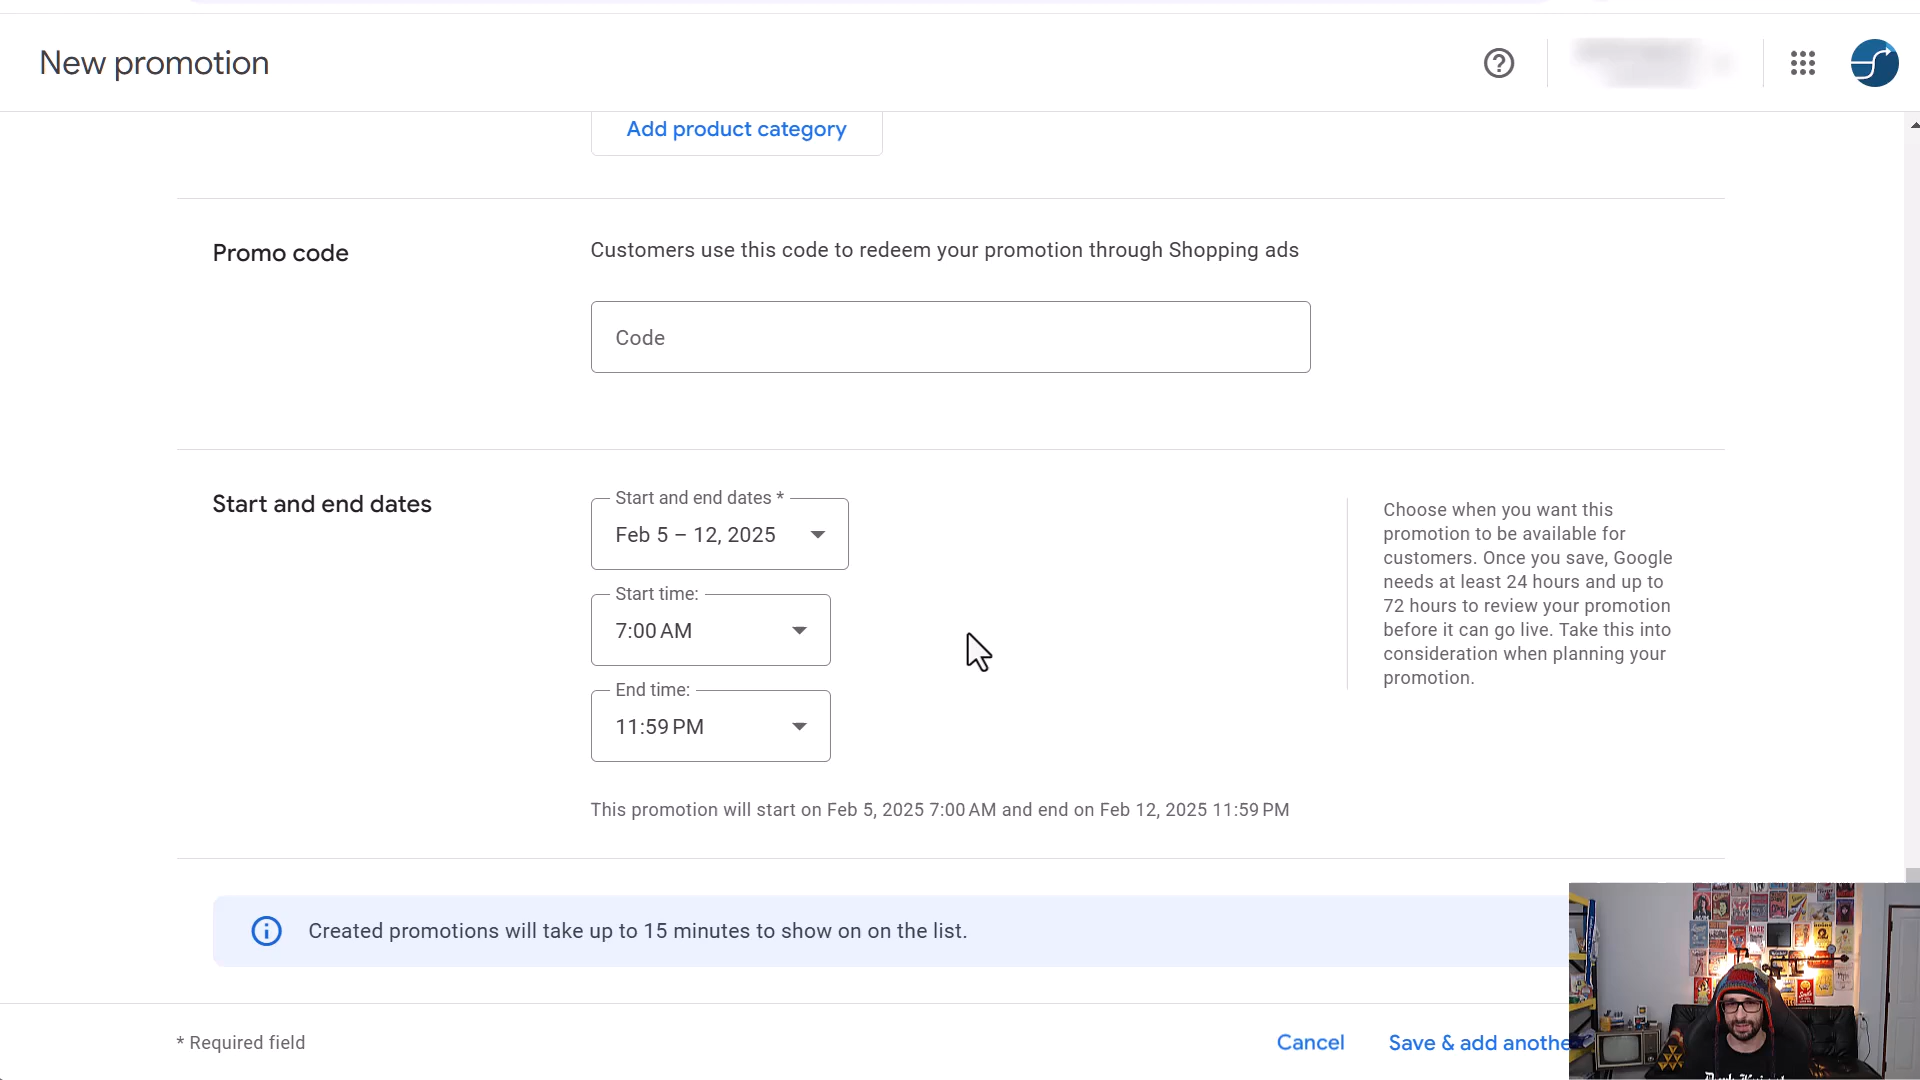 New promotion
Add product category
Promo code
Customers use this code to redeem your promotion through Shopping ads
Code
Start and end dates
Start and end dates *
Feb 5 – 12, 2025
Start time:
7:00 AM
End time:
11:59 PM
This promotion will start on Feb 5, 2025 7:00 AM and end on Feb 12, 2025 11:59 PM
Choose when you want this
promotion to be available for
customers. Once you save, Google
needs at least 24 hours and up to
72 hours to review your promotion
before it can go live. Take this into
consideration when planning your
promotion.
Created promotions will take up to 15 minutes to show on on the list.
* Required field
Cancel
Save & add anothe